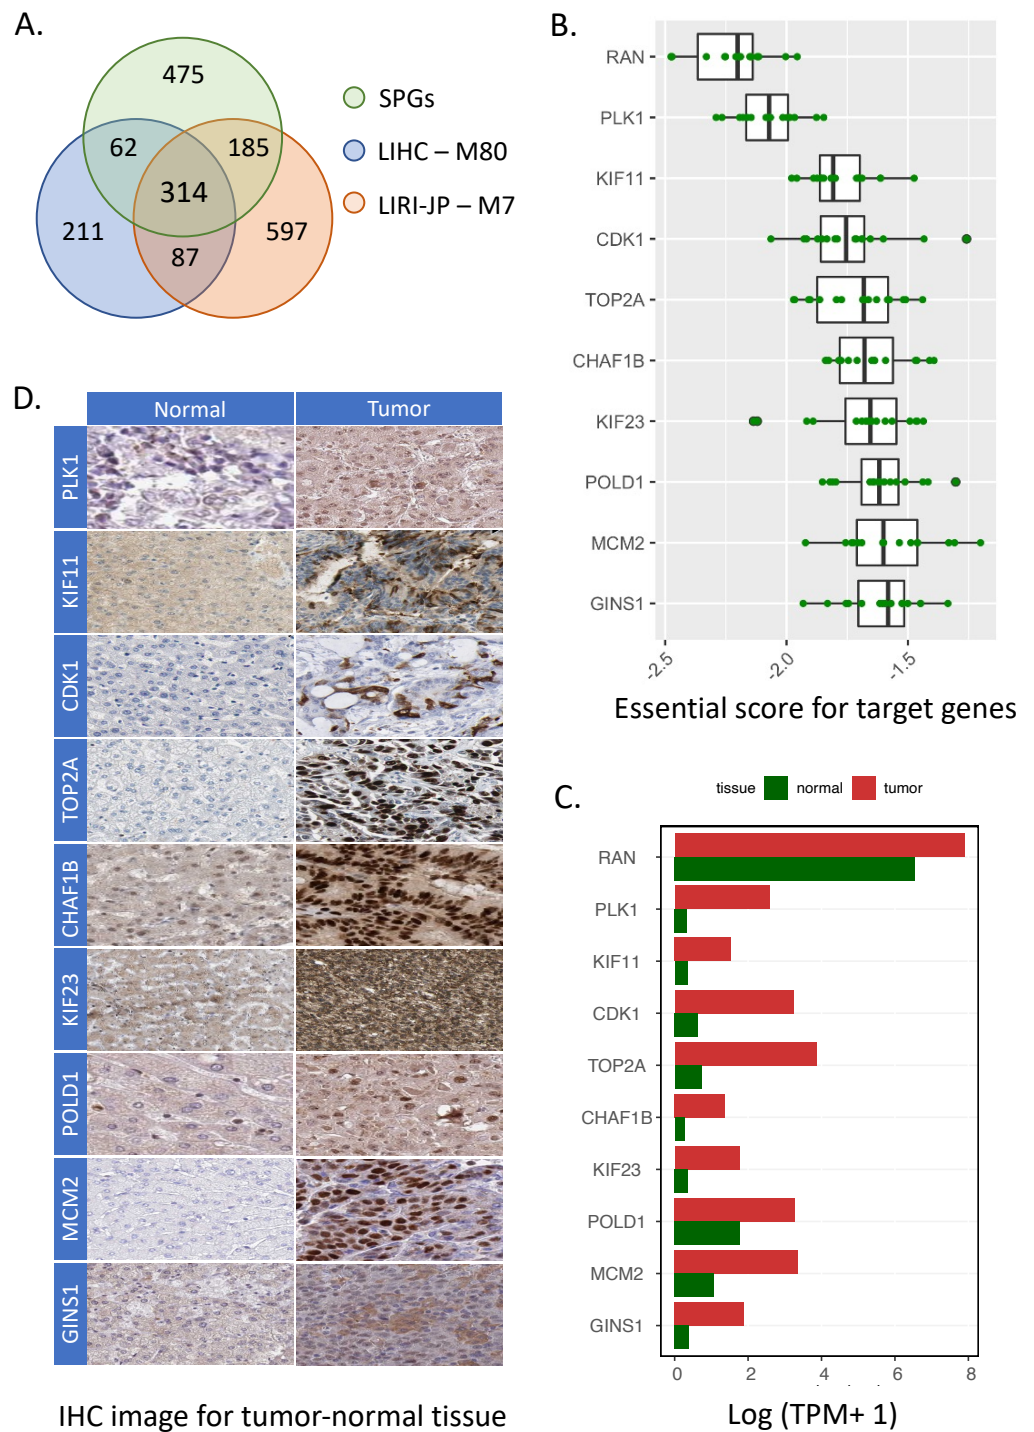 A.
475
62
185
314
211
87
597
SPGs
LIHC – M80
LIRI-JP – M7
B.
RAN
PLK1
KIF11
CDK1
TOP2A
CHAF1B
KIF23
POLD1
MCM2
GINS1
-2.5
-2.0
-1.5
Essential score for target genes
D.
Normal
Tumor
PLK1
KIF11
CDK1
TOP2A
CHAF1B
KIF23
POLD1
MCM2
GINS1
IHC image for tumor-normal tissue
C.
tissue normal tumor
RAN
PLK1
KIF11
CDK1
TOP2A
CHAF1B
KIF23
POLD1
MCM2
GINS1
0 2 4 6 8
Log (TPM+ 1)